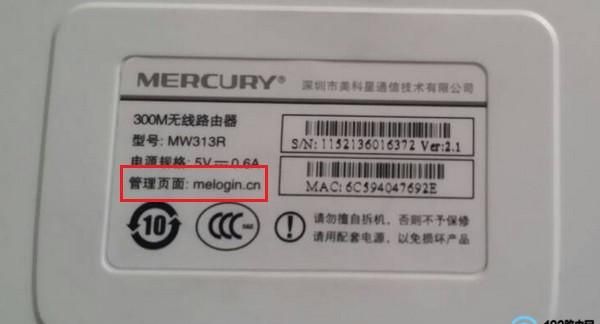 MERCURY® 深圳市美科星通信技术有限公司
300M无线路由器
型号: MW313R
电源规格: 5V⎓0.6A
管理页面: melogin.cn
S/N: 1152136016372 Ver:2.1
MAC: 6C594047692E
10
CCC
S&E
请勿擅自拆机，否则不予保修
请用配套电源，以免损坏产品